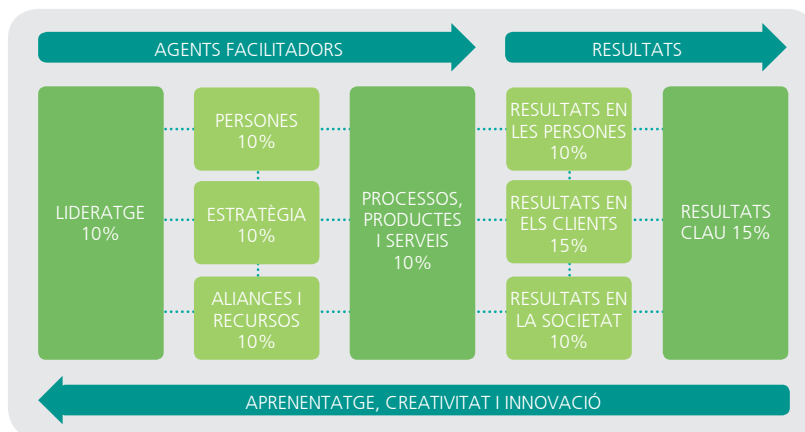 AGENTS FACILITADORS
RESULTATS
LIDERATGE
10%
PERSONES
10%
ESTRATÈGIA
10%
ALIANCES I
RECURSOS
10%
PROCESSOS,
PRODUCTES
I SERVEIS
10%
RESULTATS EN
LES PERSONES
10%
RESULTATS EN
ELS CLIENTS
15%
RESULTATS EN
LA SOCIETAT
10%
RESULTATS
CLAU 15%
APRENENTATGE, CREATIVITAT I INNOVACIÓ